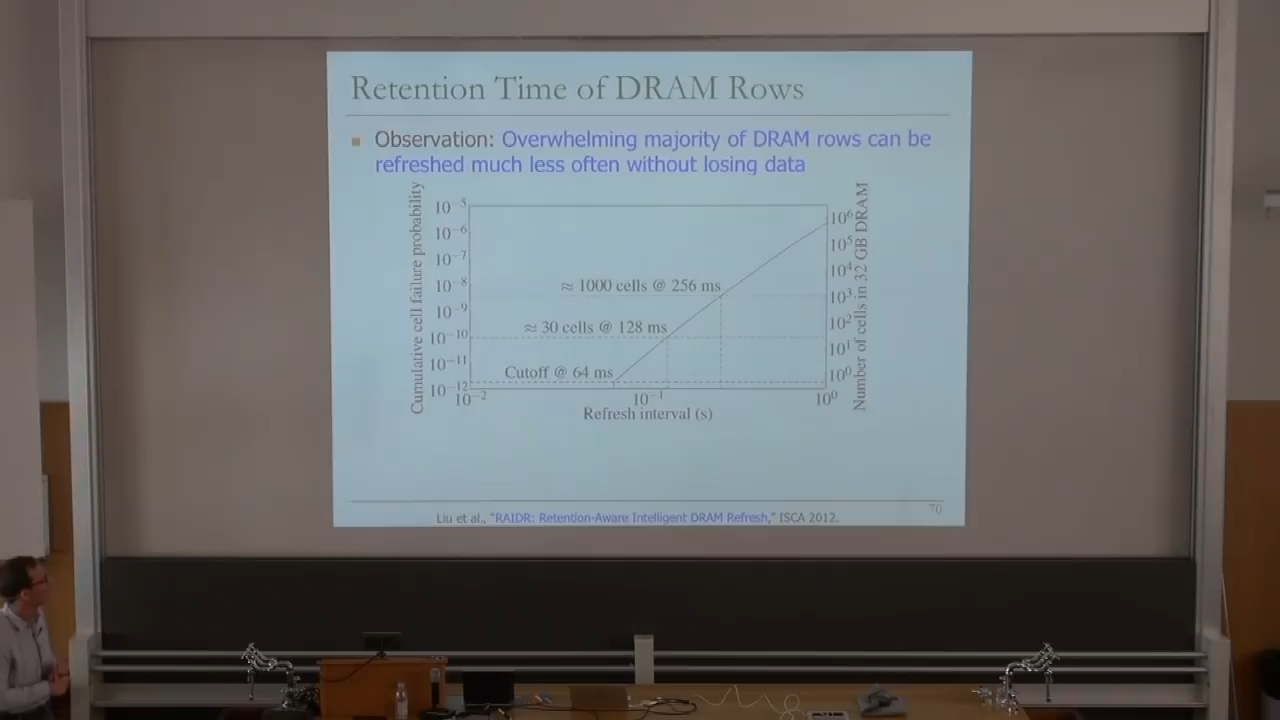 Retention Time of DRAM Rows
Observation: Overwhelming majority of DRAM rows can be
refreshed much less often without losing data
Cumulative cell failure probability
10⁻⁵
10⁻⁶
10⁻⁷
10⁻⁸
10⁻⁹
10⁻¹⁰
10⁻¹¹
10⁻¹²
≈ 1000 cells @ 256 ms
≈ 30 cells @ 128 ms
Cutoff @ 64 ms
10⁶
10⁵
10⁴
10³
10²
10¹
10⁰
Number of cells in 32 GB DRAM
10⁻² 10⁻¹ 10⁰
Refresh interval (s)
Liu et al., "RAIDR: Retention-Aware Intelligent DRAM Refresh," ISCA 2012.
70